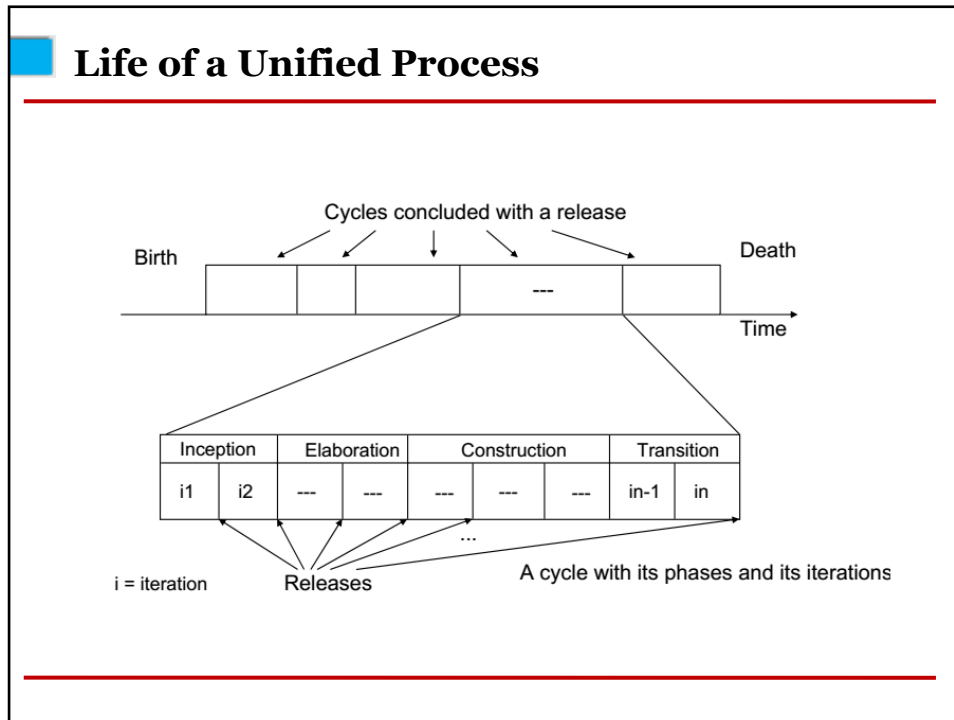 Life of a Unified Process
Cycles concluded with a release
Birth
Death
---
Time
Inception Elaboration Construction Transition
i1 i2 --- --- --- --- --- in-1 in
...
i = iteration
Releases
A cycle with its phases and its iterations